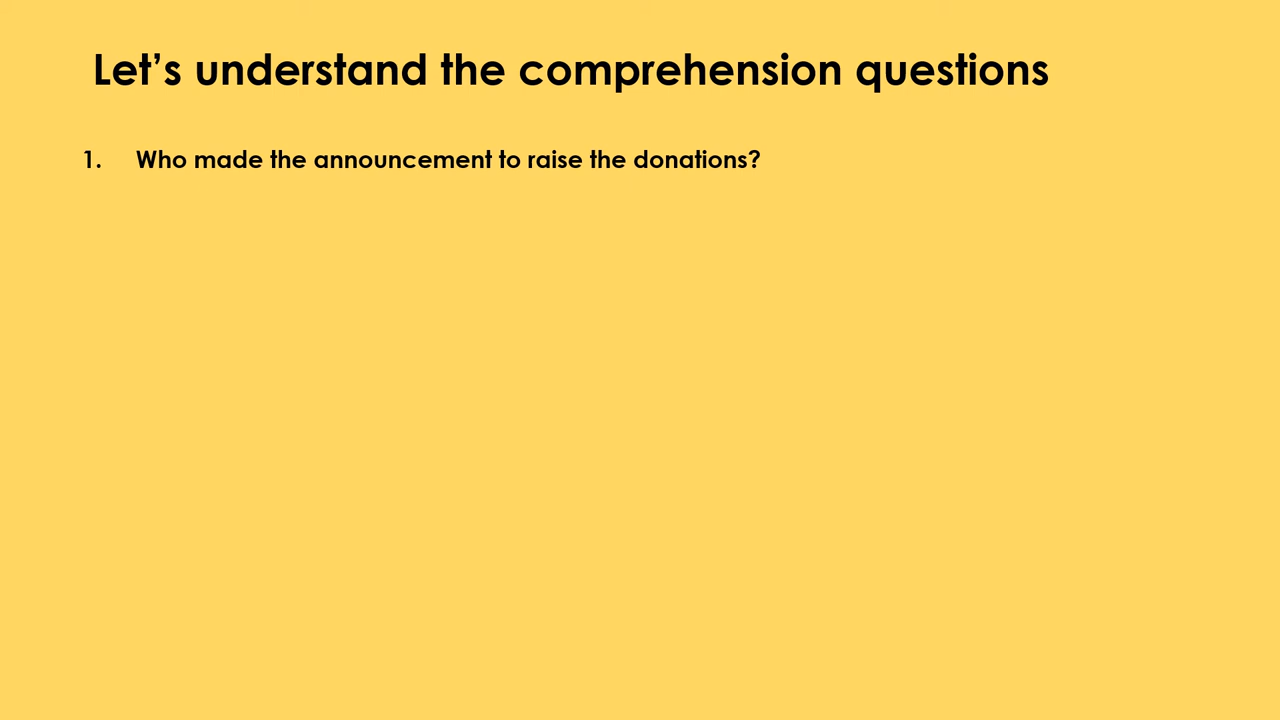 Let’s understand the comprehension questions
1. Who made the announcement to raise the donations?